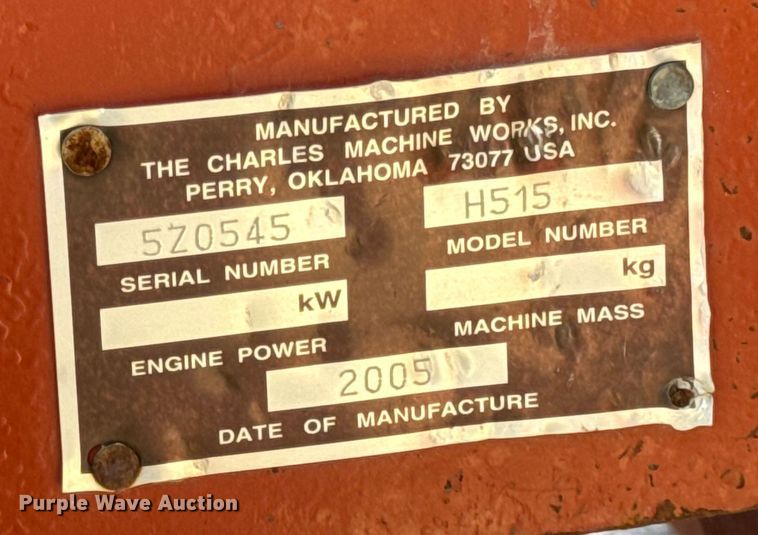 MANUFACTURED BY
THE CHARLES MACHINE WORKS, INC.
PERRY, OKLAHOMA 73077 USA
5Z0545
SERIAL NUMBER
H515
MODEL NUMBER
kW
ENGINE POWER
kg
MACHINE MASS
2005
DATE OF MANUFACTURE
Purple Wave Auction